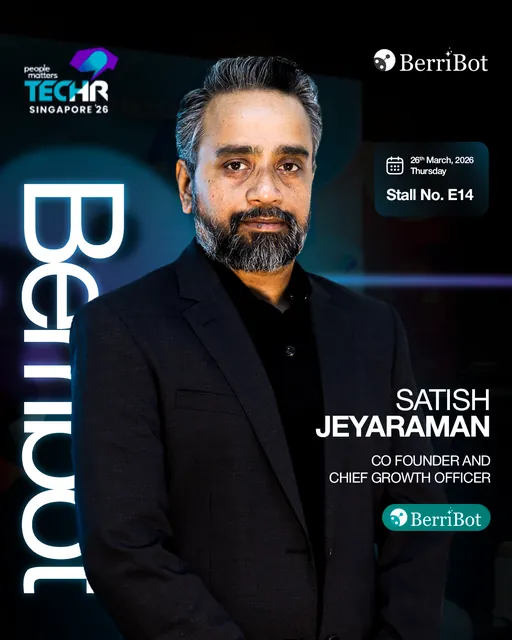 people
matters
TECHR
SINGAPORE '26
BerriBot
26th March, 2026
Thursday
Stall No. E14
BerriBot
SATISH
JEYARAMAN
CO FOUNDER AND
CHIEF GROWTH OFFICER
BerriBot